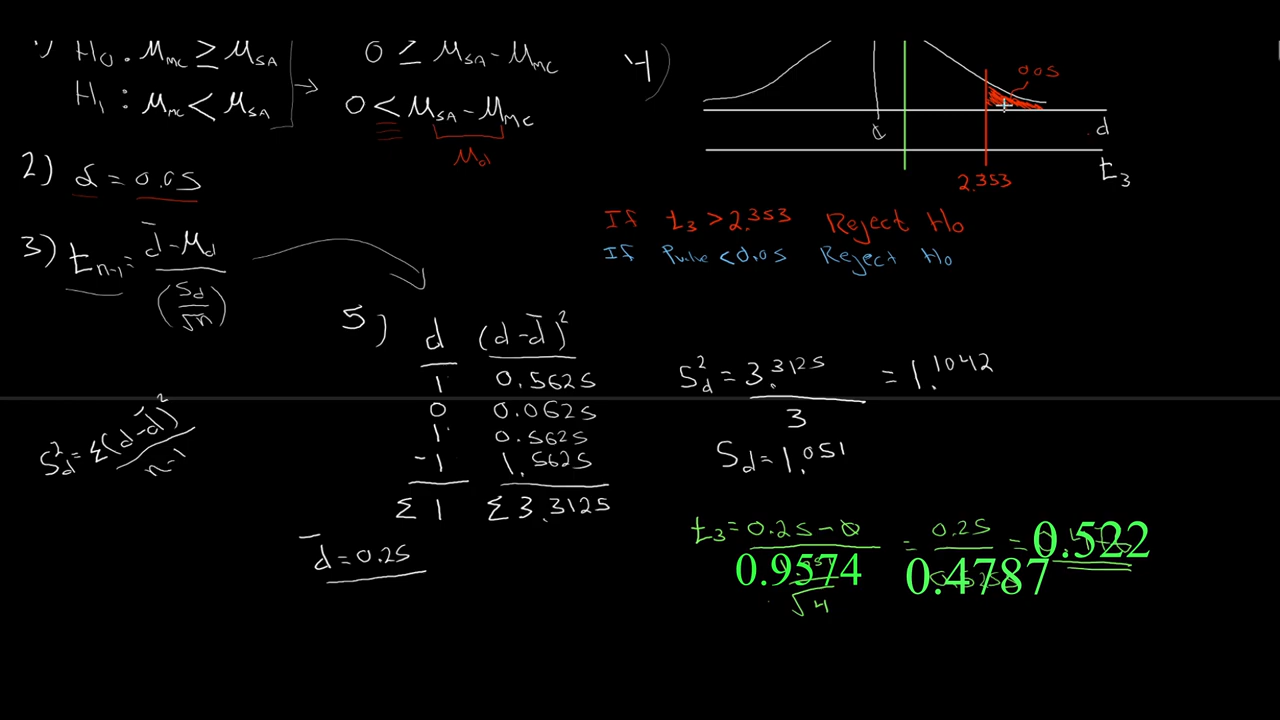 1) H₀: μMC ≥ μSA → 0 ≤ μSA - μMC
H₁: μMC < μSA 0 < μSA - μMC
μd
2) α = 0.05
3) tn-1 = d̄ - μd / (Sd / √n)
4)
0.05
d
t₃
2.353
If t₃ > 2.353 Reject H₀
If Pvalue < 0.05 Reject H₀
5)
d (d-d̄)²
1 0.5625
0 0.0625
1 0.5625
-1 1.5625
Σ 1 Σ 3.3125
d̄ = 0.25
S²d = Σ(d-d̄)² / n-1
S²d = 3.3125 / 3 = 1.1042
Sd = 1.051
t₃ = 0.25 - 0 / 0.9574 / √4 = 0.25 / 0.4787 = 0.522